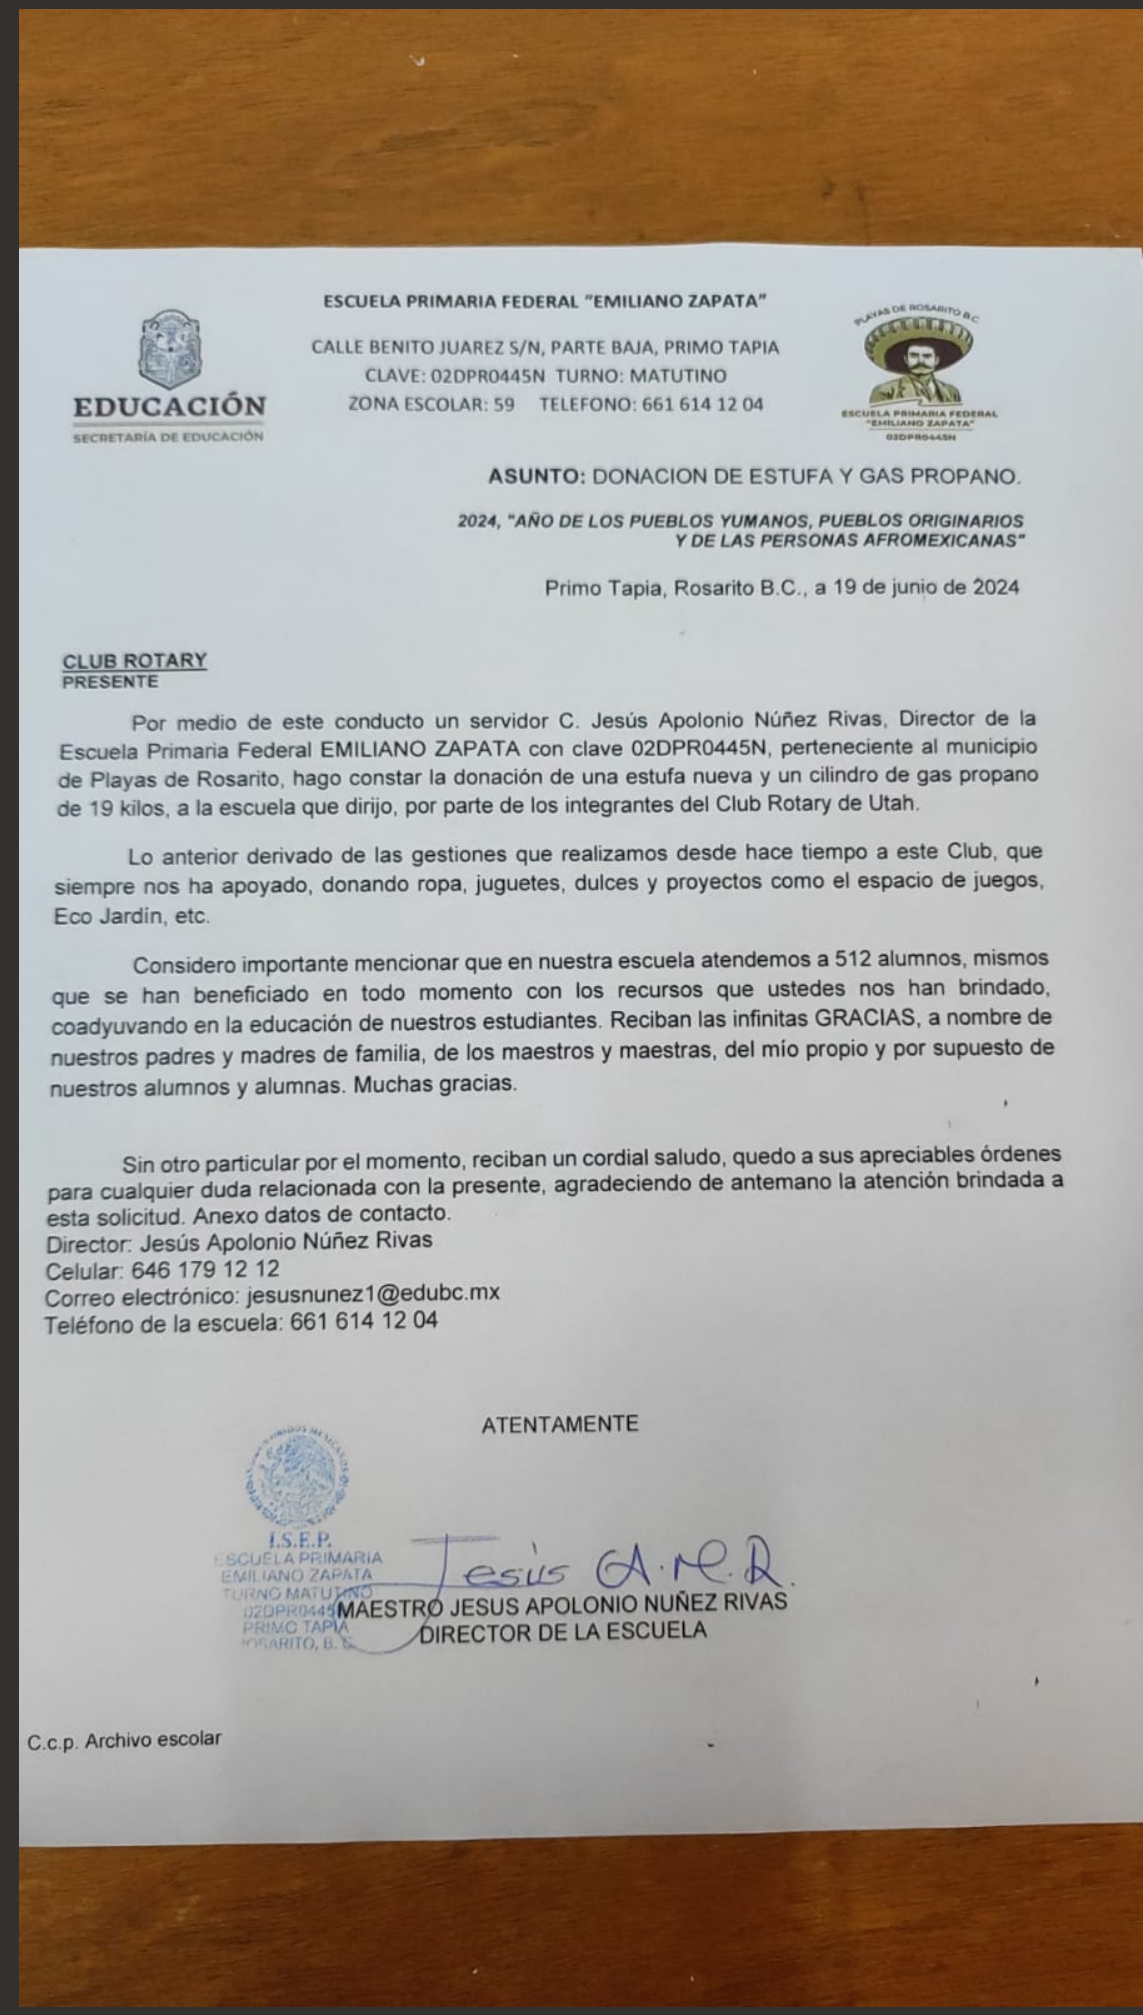 ESCUELA PRIMARIA FEDERAL "EMILIANO ZAPATA"
CALLE BENITO JUAREZ S/N, PARTE BAJA, PRIMO TAPIA
CLAVE: 02DPR0445N TURNO: MATUTINO
ZONA ESCOLAR: 59 TELEFONO: 661 614 12 04
EDUCACIÓN
SECRETARÍA DE EDUCACIÓN
PLAYAS DE ROSARITO B.C
ESCUELA PRIMARIA FEDERAL
"EMILIANO ZAPATA"
02DPR0445N
ASUNTO: DONACION DE ESTUFA Y GAS PROPANO.
2024, "AÑO DE LOS PUEBLOS YUMANOS, PUEBLOS ORIGINARIOS
Y DE LAS PERSONAS AFROMEXICANAS"
Primo Tapia, Rosarito B.C., a 19 de junio de 2024
CLUB ROTARY
PRESENTE
Por medio de este conducto un servidor C. Jesús Apolonio Núñez Rivas, Director de la
Escuela Primaria Federal EMILIANO ZAPATA con clave 02DPR0445N, perteneciente al municipio
de Playas de Rosarito, hago constar la donación de una estufa nueva y un cilindro de gas propano
de 19 kilos, a la escuela que dirijo, por parte de los integrantes del Club Rotary de Utah.
Lo anterior derivado de las gestiones que realizamos desde hace tiempo a este Club, que
siempre nos ha apoyado, donando ropa, juguetes, dulces y proyectos como el espacio de juegos,
Eco Jardín, etc.
Considero importante mencionar que en nuestra escuela atendemos a 512 alumnos, mismos
que se han beneficiado en todo momento con los recursos que ustedes nos han brindado,
coadyuvando en la educación de nuestros estudiantes. Reciban las infinitas GRACIAS, a nombre de
nuestros padres y madres de familia, de los maestros y maestras, del mío propio y por supuesto de
nuestros alumnos y alumnas. Muchas gracias.
Sin otro particular por el momento, reciban un cordial saludo, quedo a sus apreciables órdenes
para cualquier duda relacionada con la presente, agradeciendo de antemano la atención brindada a
esta solicitud. Anexo datos de contacto.
Director: Jesús Apolonio Núñez Rivas
Celular: 646 179 12 12
Correo electrónico: jesusnunez1@edubc.mx
Teléfono de la escuela: 661 614 12 04
ATENTAMENTE
I.S.E.P.
ESCUELA PRIMARIA
EMILIANO ZAPATA
TURNO MATUTINO
02DPR0445
PRIMO TAPIA
ROSARITO, B. C.
Jesús A.N.R.
MAESTRO JESUS APOLONIO NUÑEZ RIVAS
DIRECTOR DE LA ESCUELA
C.c.p. Archivo escolar